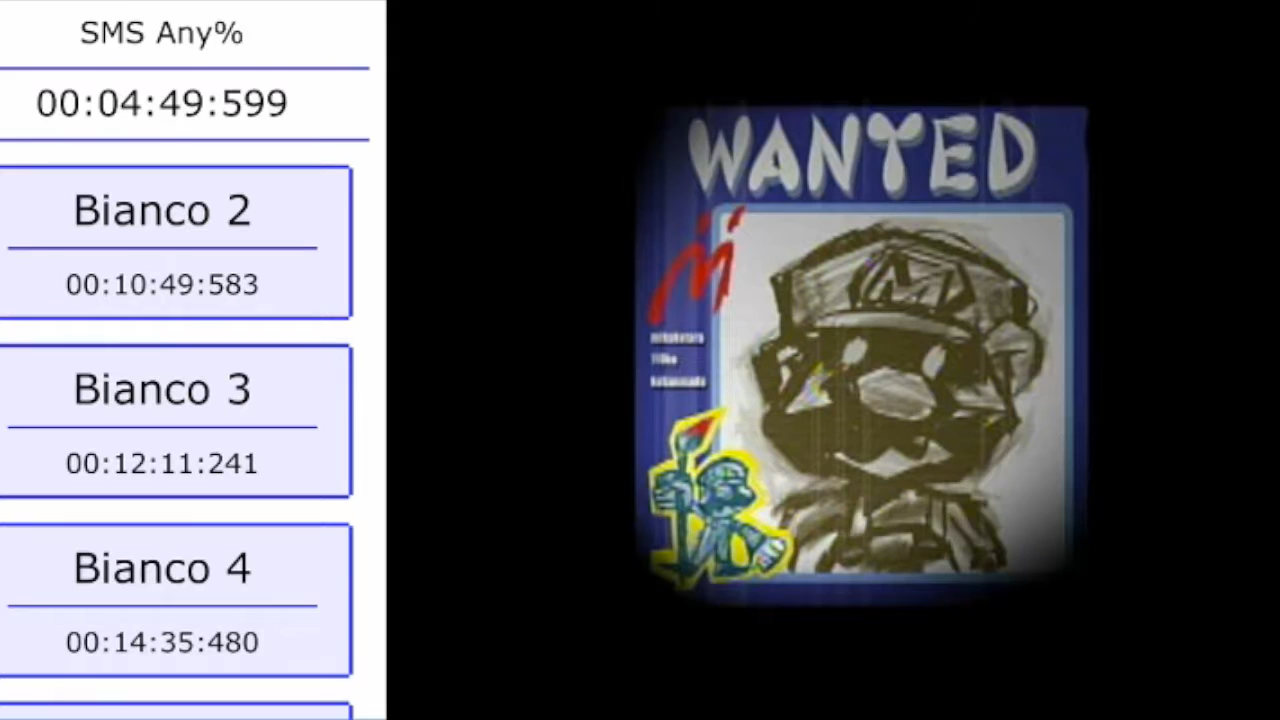 SMS Any%
00:04:49:599
Bianco 2
00:10:49:583
Bianco 3
00:12:11:241
Bianco 4
00:14:35:480
WANTED
M
M